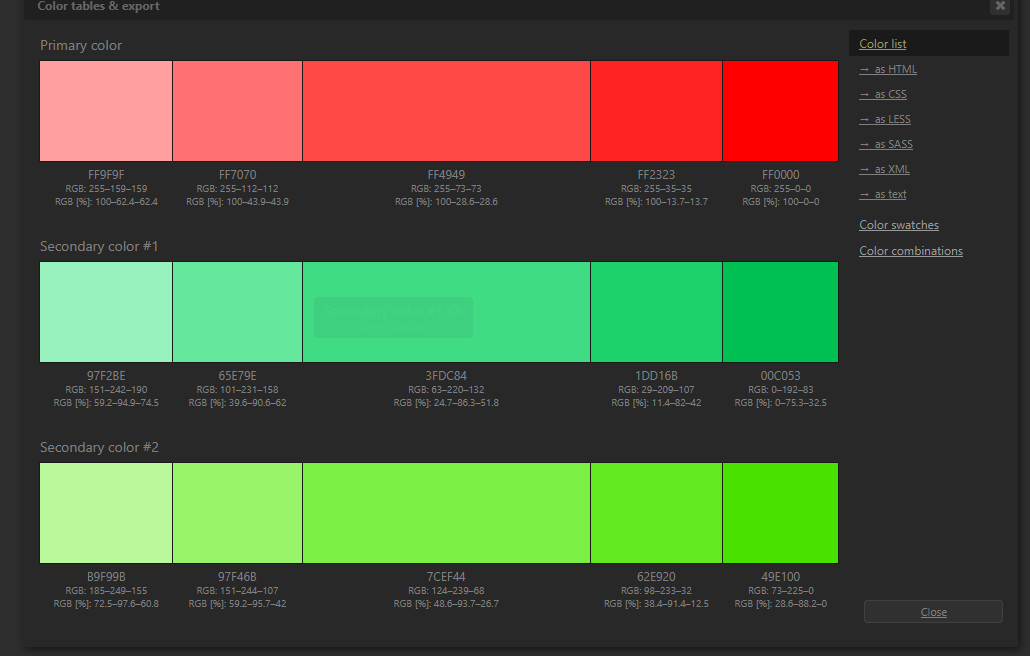 Color tables & export
✖
Primary color
FF9F9F
RGB: 255–159–159
RGB [%]: 100–62.4–62.4
FF7070
RGB: 255–112–112
RGB [%]: 100–43.9–43.9
FF4949
RGB: 255–73–73
RGB [%]: 100–28.6–28.6
FF2323
RGB: 255–35–35
RGB [%]: 100–13.7–13.7
FF0000
RGB: 255–0–0
RGB [%]: 100–0–0
Secondary color #1
97F2BE
RGB: 151–242–190
RGB [%]: 59.2–94.9–74.5
65E79E
RGB: 101–231–158
RGB [%]: 39.6–90.6–62
3FDC84
RGB: 63–220–132
RGB [%]: 24.7–86.3–51.8
1DD16B
RGB: 29–209–107
RGB [%]: 11.4–82–42
00C053
RGB: 0–192–83
RGB [%]: 0–75.3–32.5
Secondary color #2
B9F99B
RGB: 185–249–155
RGB [%]: 72.5–97.6–60.8
97F46B
RGB: 151–244–107
RGB [%]: 59.2–95.7–42
7CEF44
RGB: 124–239–68
RGB [%]: 48.6–93.7–26.7
62E920
RGB: 98–233–32
RGB [%]: 38.4–91.4–12.5
49E100
RGB: 73–225–0
RGB [%]: 28.6–88.2–0
Color list
→ as HTML
→ as CSS
→ as LESS
→ as SASS
→ as XML
→ as text
Color swatches
Color combinations
Close